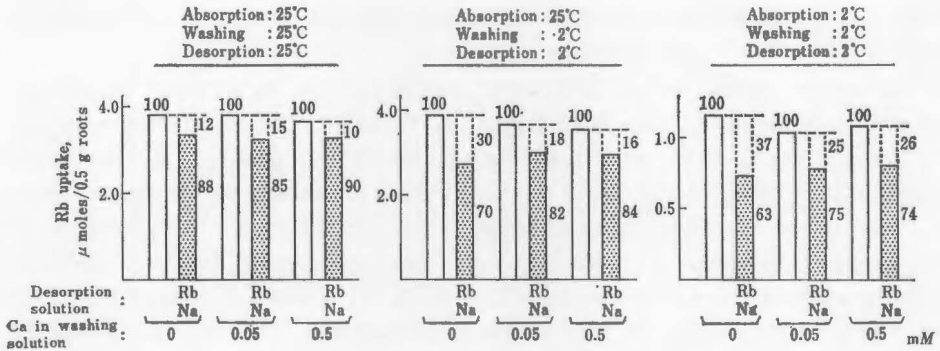 Absorption : 25℃ Absorption : 25℃ Absorption : 2℃
Washing : 25℃ Washing : 2℃ Washing : 2℃
Desorption : 25℃ Desorption : 2℃ Desorption : 2℃
Rb uptake,
μ moles/0.5 g roots
4.0
2.0
100 12 88 100 15 85 100 10 90
4.0
2.0
100 30 70 100 18 82 100 16 84
1.0
0.5
100 37 63 100 25 75 100 26 74
Desorption : Rb Rb Rb Rb Rb Rb Rb Rb Rb
solution Na Na Na Na Na Na Na Na Na
Ca in washing : 0 0.05 0.5 0 0.05 0.5 0 0.05 0.5 mM
solution